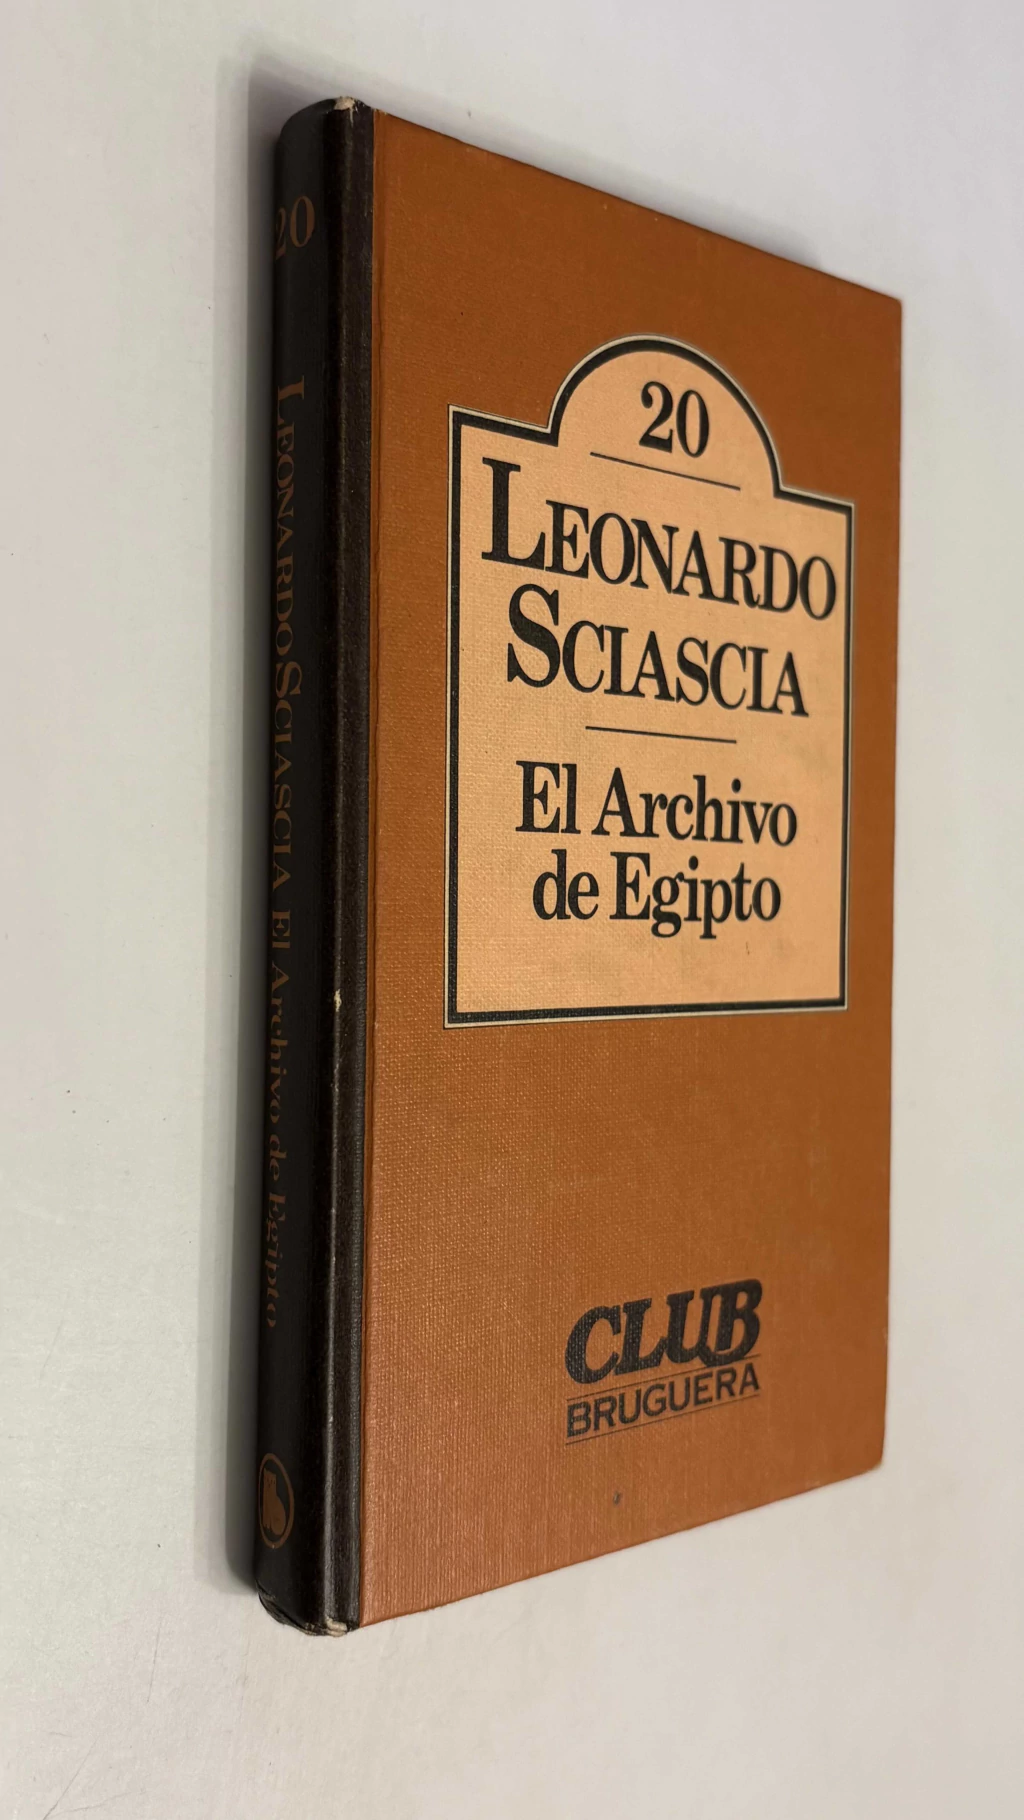 20
LEONARDO SCIASCIA El Archivo de Egipto
20
LEONARDO
SCIASCIA
El Archivo
de Egipto
CLUB
BRUGUERA